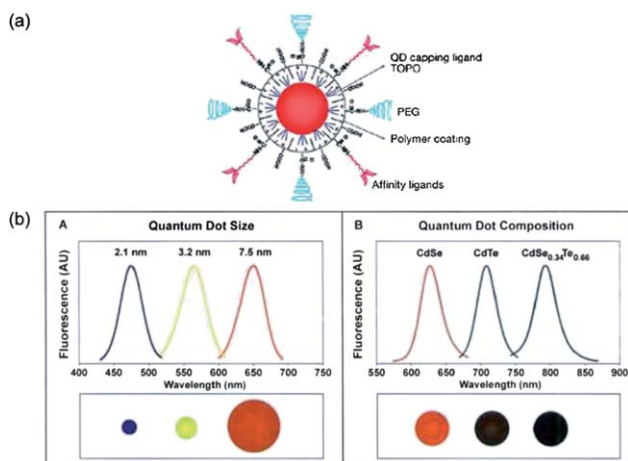 (a)
QD capping ligand
TOPO
PEG
Polymer coating
Affinity ligands
(b)
A
Quantum Dot Size
2.1 nm 3.2 nm 7.5 nm
Fluorescence (AU)
400 450 500 550 600 650 700 750
Wavelength (nm)
B
Quantum Dot Composition
CdSe CdTe CdSe0.34Te0.66
Fluorescence (AU)
550 600 650 700 750 800 850 900
Wavelength (nm)